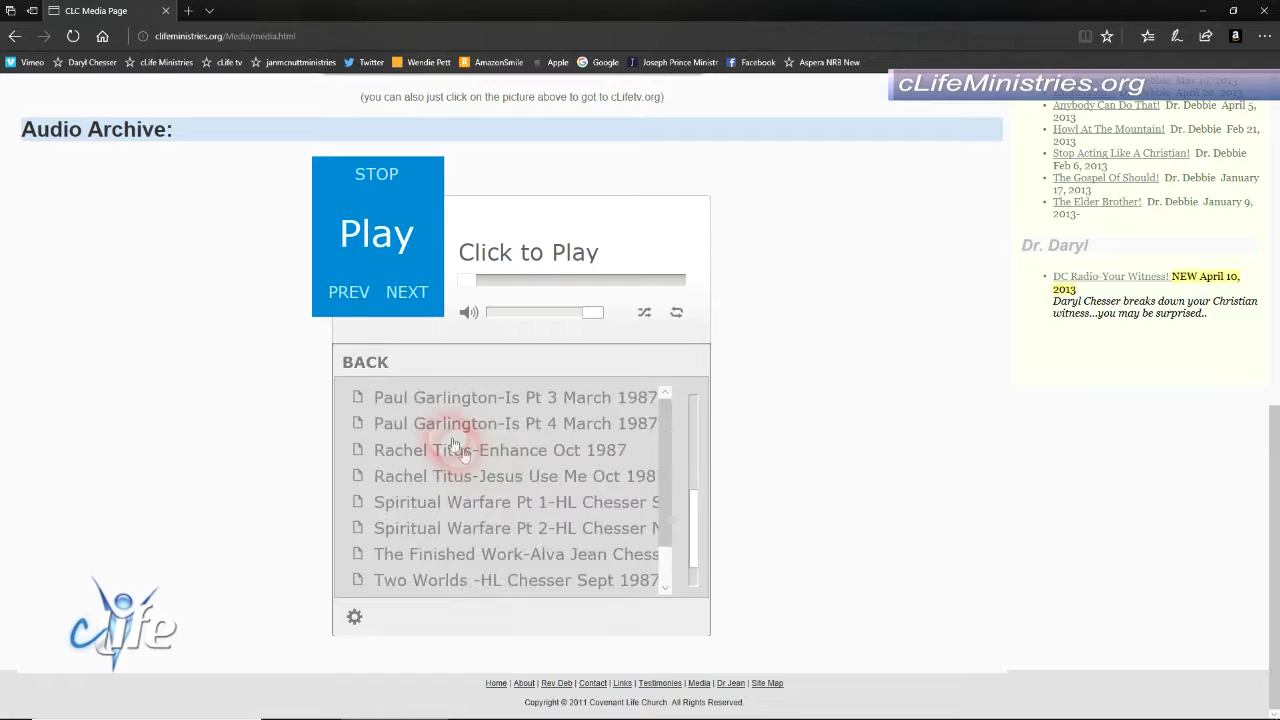 CLC Media Page
clifeministries.org/Media/media.html
Vimeo Daryl Chesser cLife Ministries cLife tv janmcnuttministries Twitter Wendie Pett AmazonSmile Apple Google Joseph Prince Ministr Facebook Aspera NR8 New
cLifeMinistries.org
(you can also just click on the picture above to got to cLifetv.org)
Audio Archive:
STOP
Play
PREV NEXT
Click to Play
BACK
Paul Garlington-Is Pt 3 March 1987
Paul Garlington-Is Pt 4 March 1987
Rachel Titus-Enhance Oct 1987
Rachel Titus-Jesus Use Me Oct 198
Spiritual Warfare Pt 1-HL Chesser S
Spiritual Warfare Pt 2-HL Chesser
The Finished Work-Alva Jean Chess
Two Worlds -HL Chesser Sept 1987
Anybody Can Do That! Dr. Debbie April 5,
2013
Howl At The Mountain! Dr. Debbie Feb 21,
2013
Stop Acting Like A Christian! Dr. Debbie
Feb 6, 2013
The Gospel Of Should! Dr. Debbie January
17, 2013
The Elder Brother! Dr. Debbie January 9,
2013-
Dr. Daryl
DC Radio-Your Witness! NEW April 10,
2013
Daryl Chesser breaks down your Christian
witness...you may be surprised..
cLife
Home | About | Rev Deb | Contact | Links | Testimonies | Media | Dr Jean | Site Map
Copyright © 2011 Covenant Life Church. All Rights Reserved.